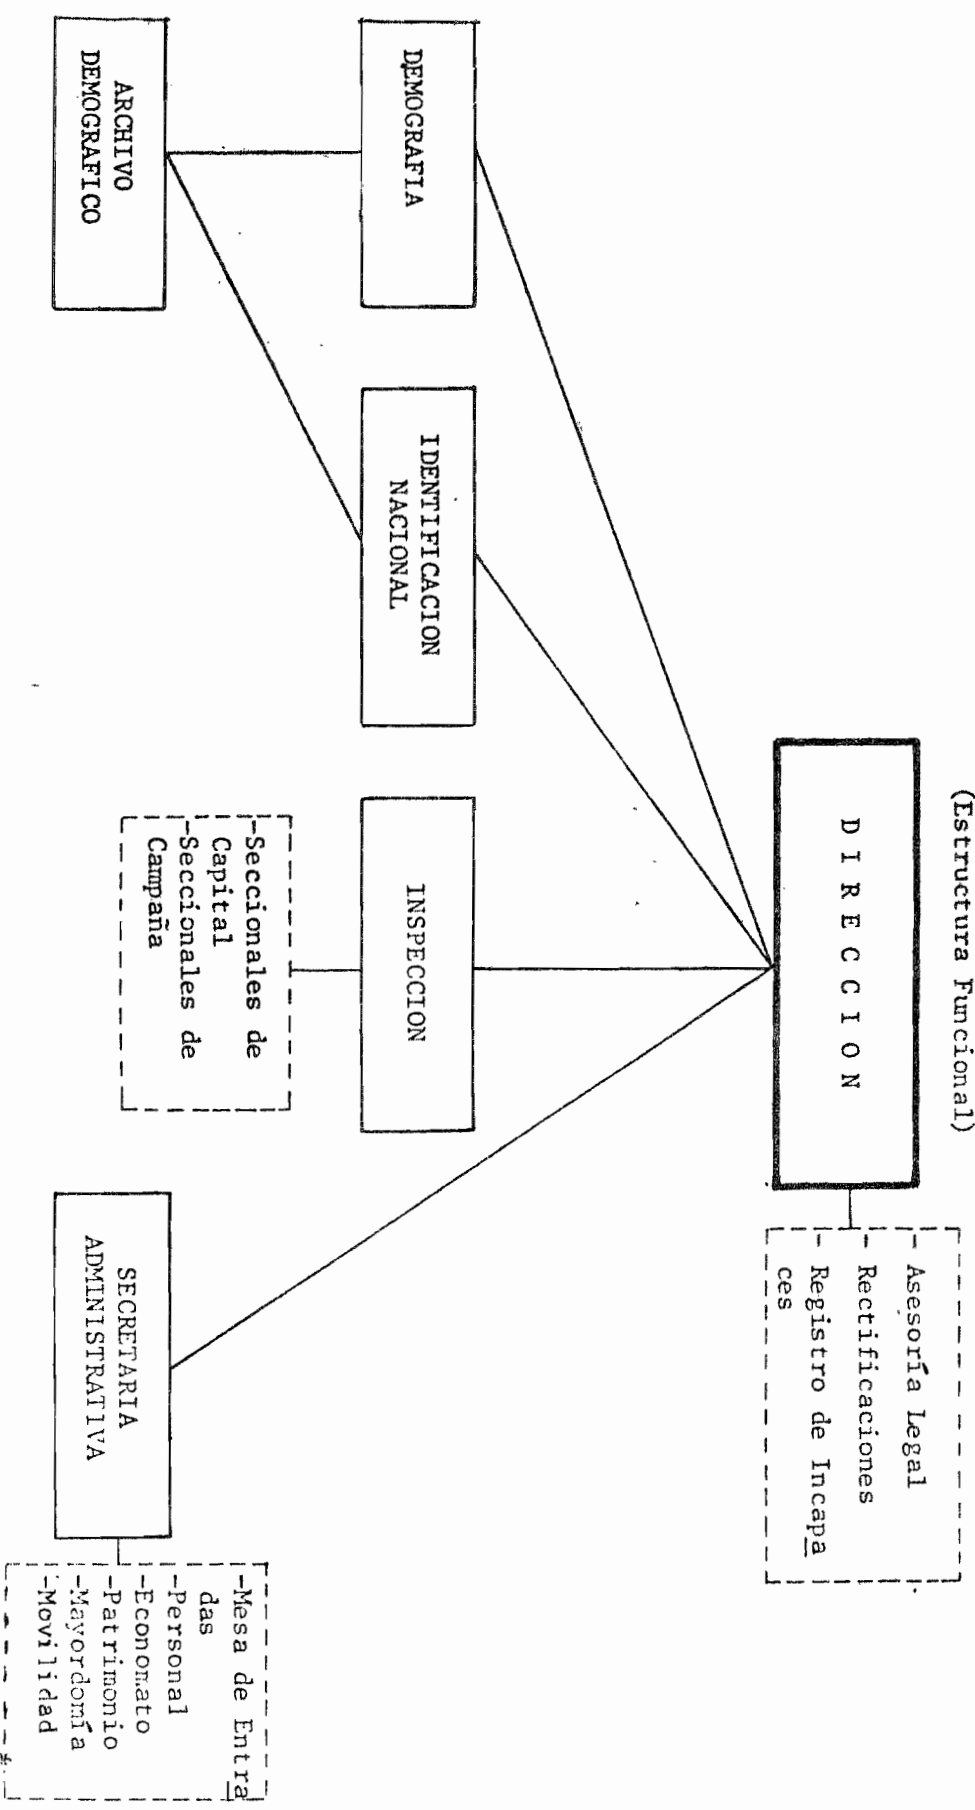 (Estructura Funcional)
D I R E C C I O N
- Asesoría Legal
- Rectificaciones
- Registro de Incapa
ces
DEMOGRAFIA
IDENTIFICACION
NACIONAL
INSPECCION
-Seccionales de
Capital
-Seccionales de
Campaña
ARCHIVO
DEMOGRAFICO
SECRETARIA
ADMINISTRATIVA
-Mesa de Entra
das
-Personal
-Economato
-Patrimonio
-Mayordomía
-Movilidad